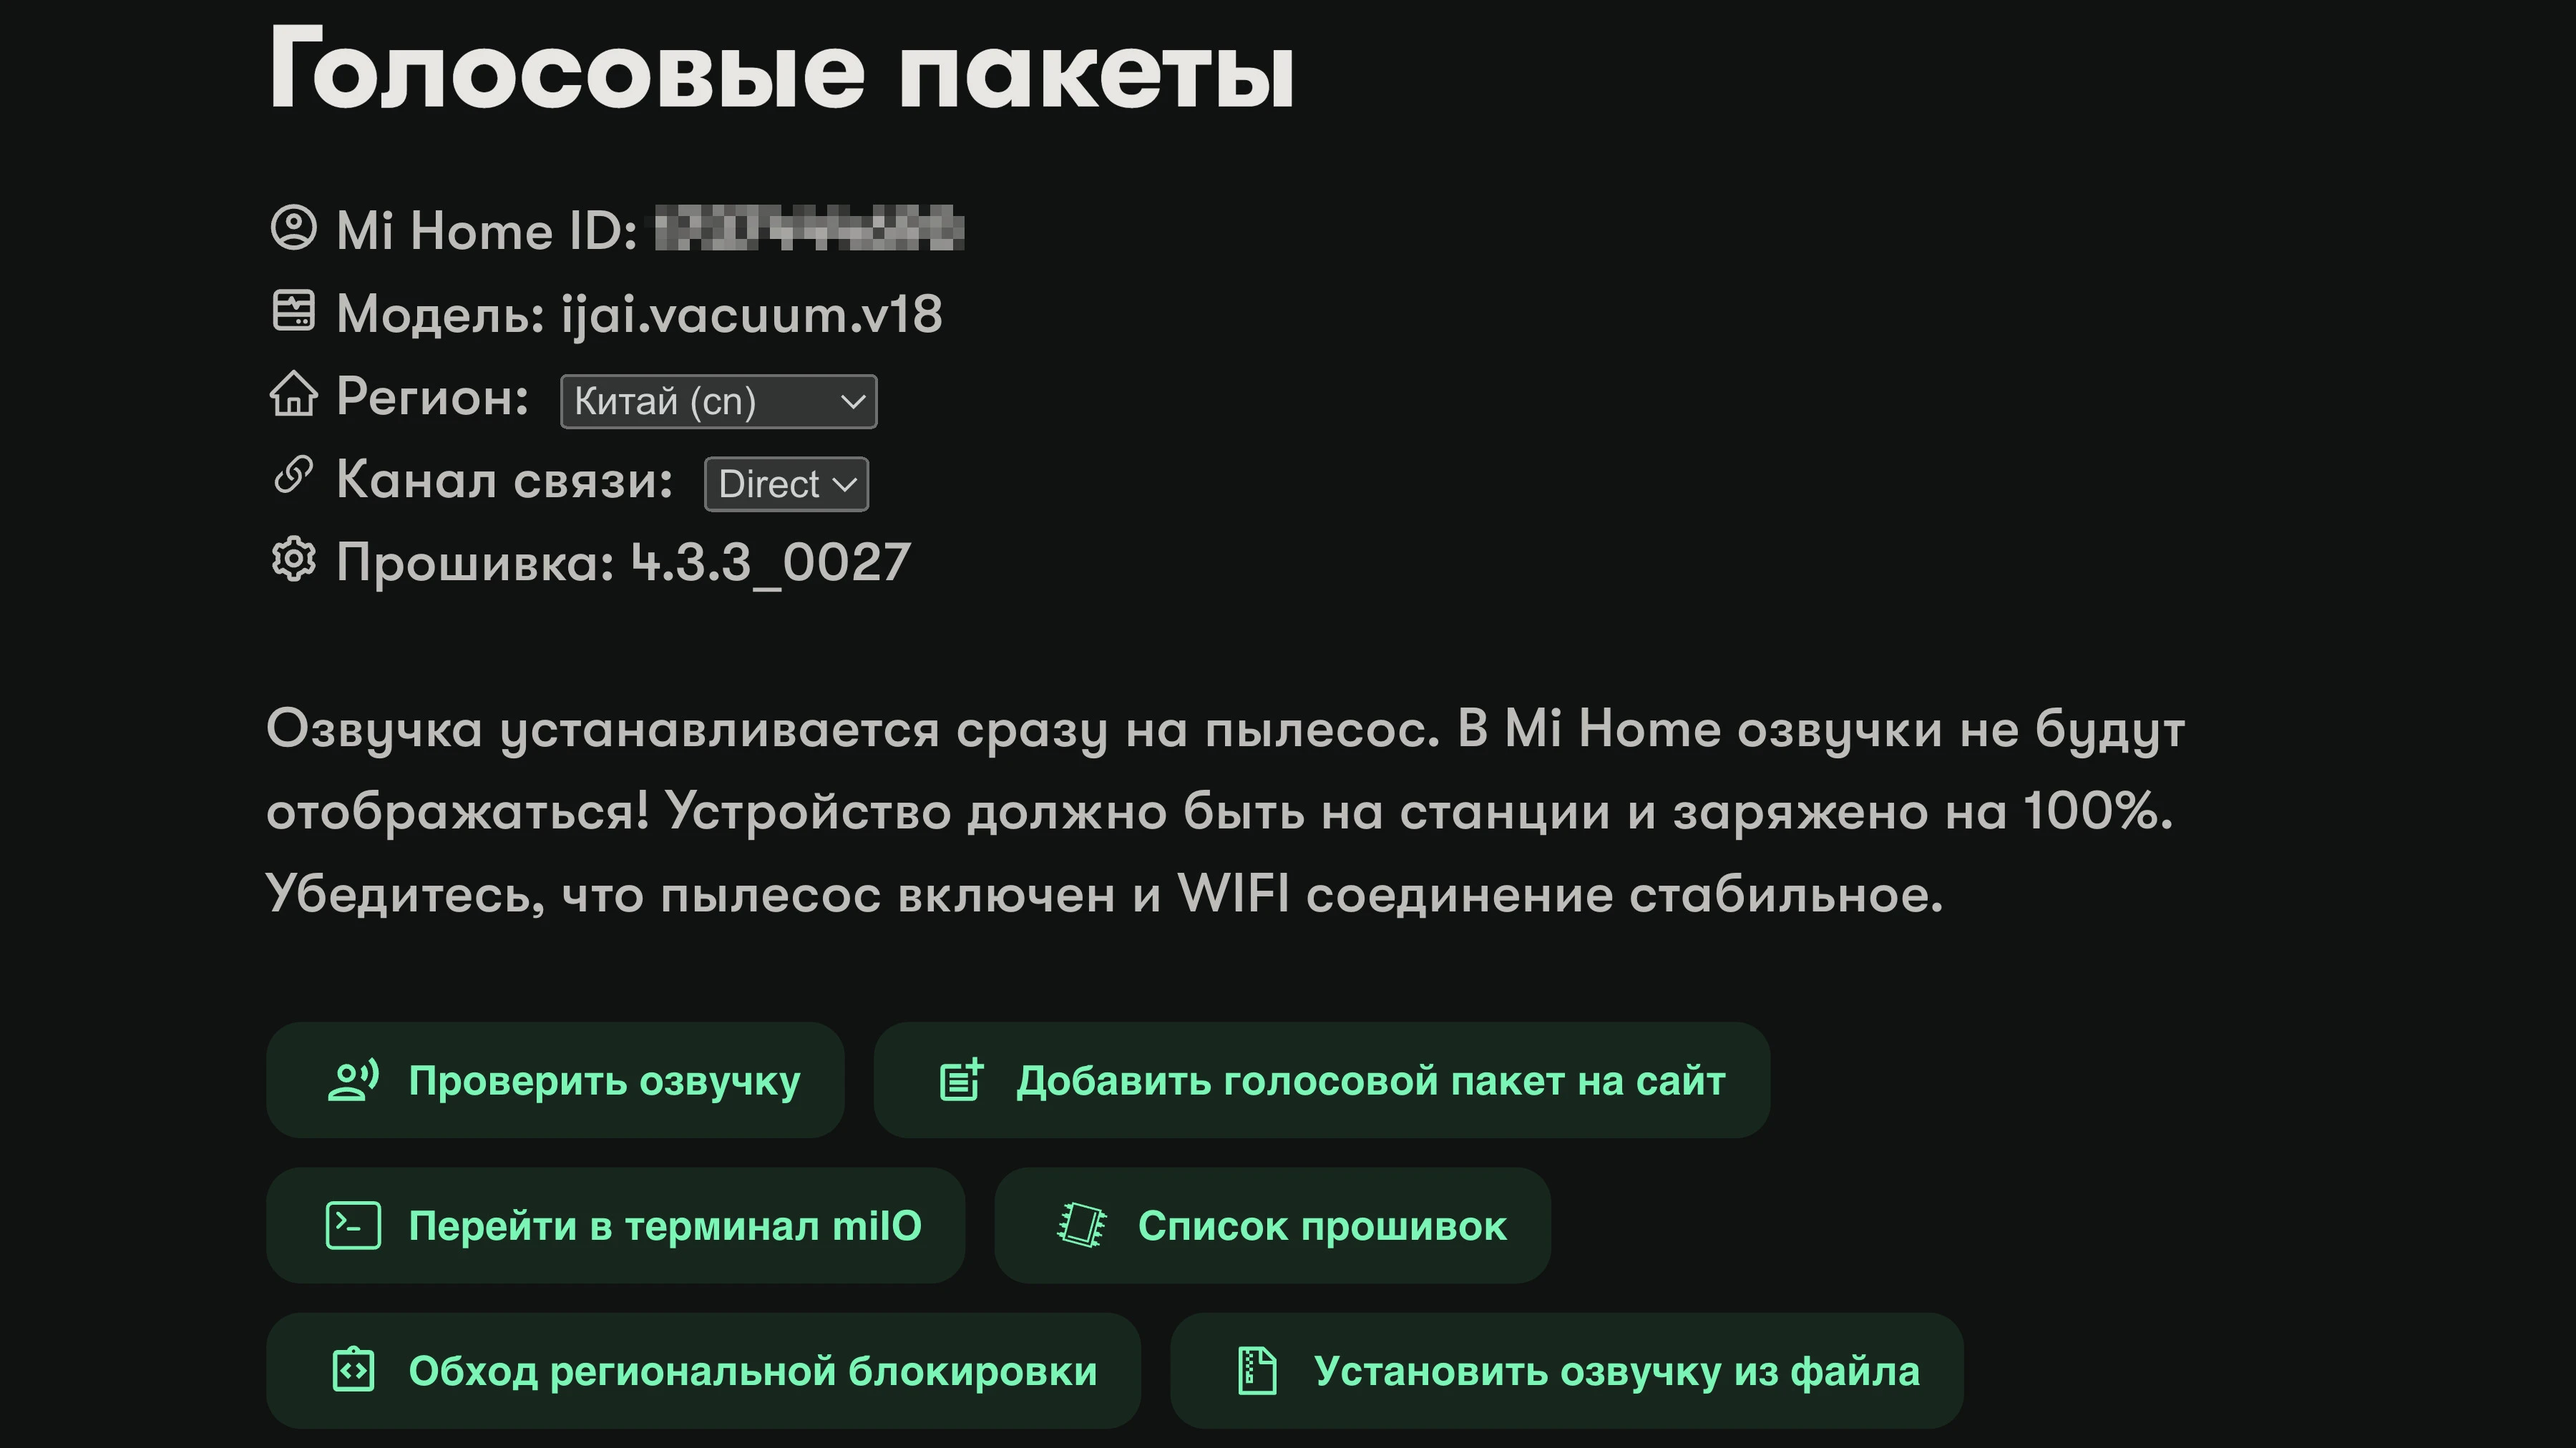 Голосовые пакеты
Mi Home ID:
Модель: ijai.vacuum.v18
Регион: Китай (cn)
Канал связи: Direct
Прошивка: 4.3.3_0027
Озвучка устанавливается сразу на пылесос. В Mi Home озвучки не будут
отображаться! Устройство должно быть на станции и заряжено на 100%.
Убедитесь, что пылесос включен и WIFI соединение стабильное.
Проверить озвучку
Добавить голосовой пакет на сайт
Перейти в терминал miIO
Список прошивок
Обход региональной блокировки
Установить озвучку из файла